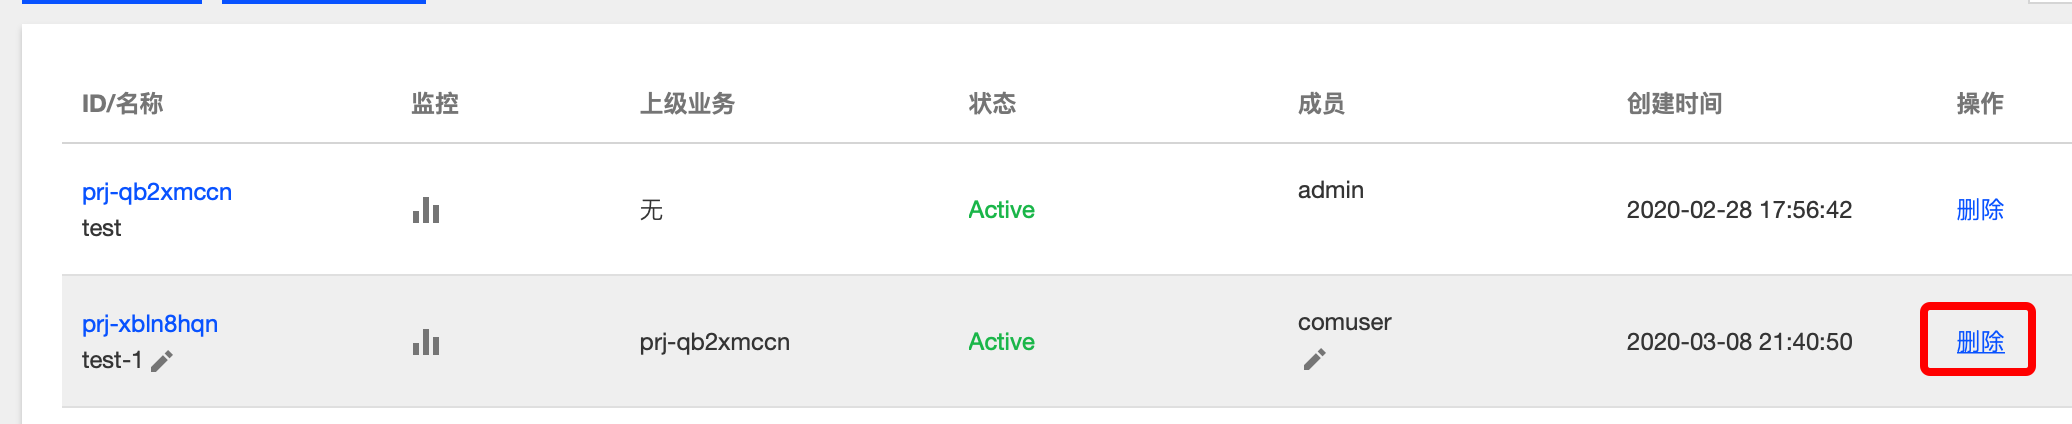 ID/名称 监控 上级业务 状态 成员 创建时间 操作
prj-qb2xmccn
test
无 Active admin 2020-02-28 17:56:42 删除
prj-xbln8hqn
test-1
prj-qb2xmccn Active comuser 2020-03-08 21:40:50 删除